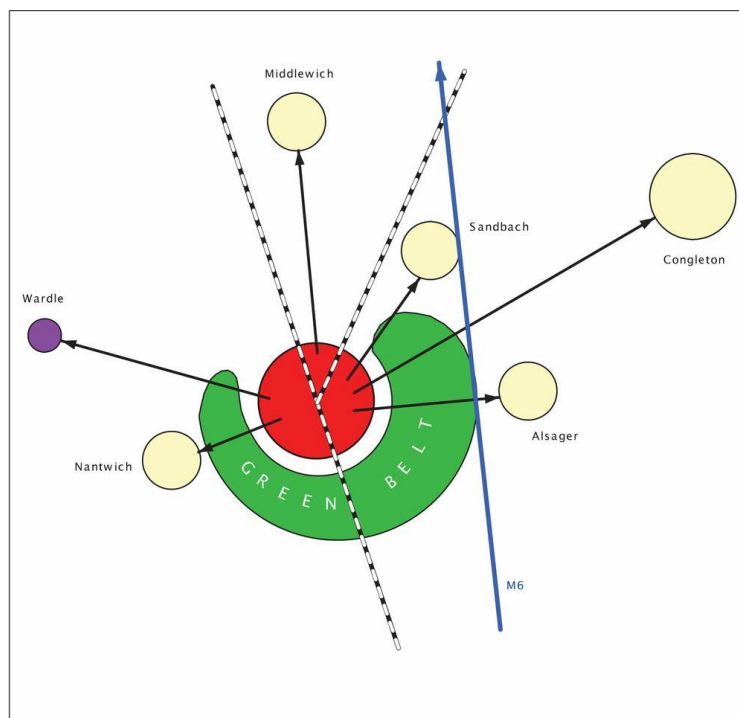 Middlewich
Sandbach
Congleton
Wardle
Alsager
Nantwich
GREEN BELT
M6